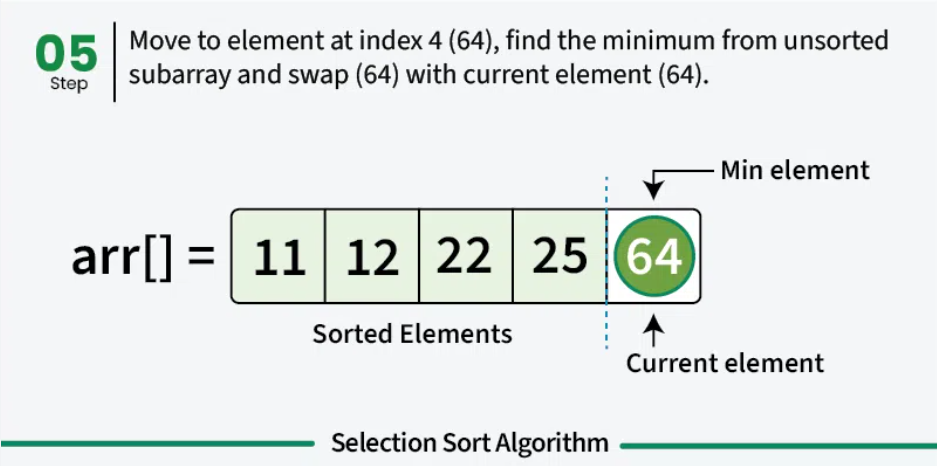 05
Step
Move to element at index 4 (64), find the minimum from unsorted
subarray and swap (64) with current element (64).
Min element
arr[] = 11 12 22 25 64
Sorted Elements
Current element
Selection Sort Algorithm